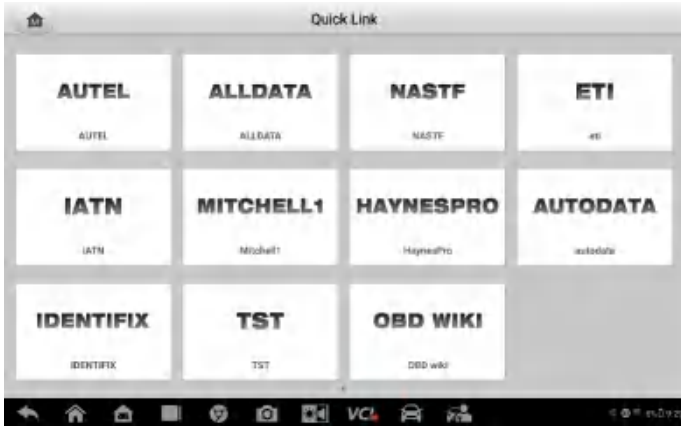 Quick Link
AUTEL
ALLDATA
NASTF
ETI
AUTEL
ALLDATA
NASTF
eti
IATN
MITCHELL1
HAYNESPRO
AUTODATA
IATN
Mitchell1
HaynesPro
autodata
IDENTIFIX
TST
OBD WIKI
IDENTIFIX
TST
OBD wiki
VCI